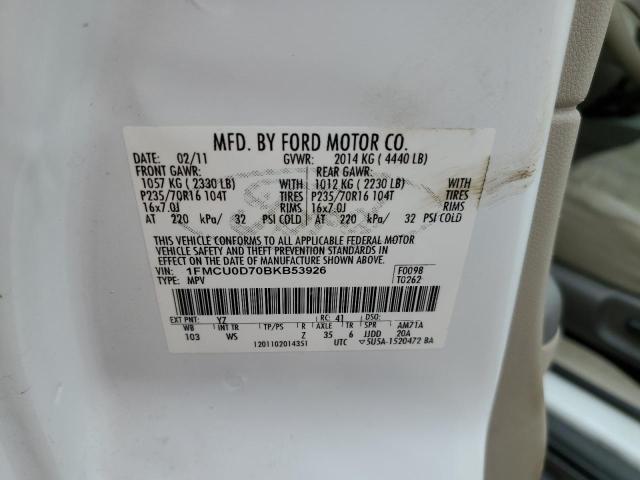 MFD. BY FORD MOTOR CO.
DATE: 02/11 GVWR: 2014 KG ( 4440 LB)
FRONT GAWR: REAR GAWR:
1057 KG ( 2330 LB) WITH 1012 KG ( 2230 LB) WITH
P235/70R16 104T TIRES P235/70R16 104T TIRES
16x7.0J RIMS 16x7.0J RIMS
AT 220 kPa/ 32 PSI COLD AT 220 kPa/ 32 PSI COLD
THIS VEHICLE CONFORMS TO ALL APPLICABLE FEDERAL MOTOR
VEHICLE SAFETY AND THEFT PREVENTION STANDARDS IN
EFFECT ON THE DATE OF MANUFACTURE SHOWN ABOVE.
VIN: 1FMCU0D70BKB53926 F0098
TYPE: MPV T0262
EXT PNT: YZ RC: 41 DSO:
WB INT TR TP/PS R AXLE TR SPR AM71A
103 WS Z 35 6 JJDD 20A
1201102014351 UTC 5U5A-1520472 BA